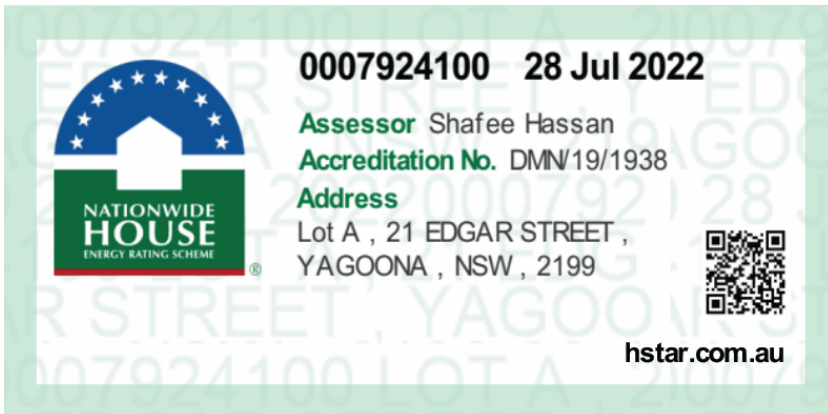 0007924100 28 Jul 2022
Assessor Shafee Hassan
Accreditation No. DMN/19/1938
Address
Lot A , 21 EDGAR STREET ,
YAGOONA , NSW , 2199
NATIONWIDE
HOUSE
ENERGY RATING SCHEME
®
hstar.com.au